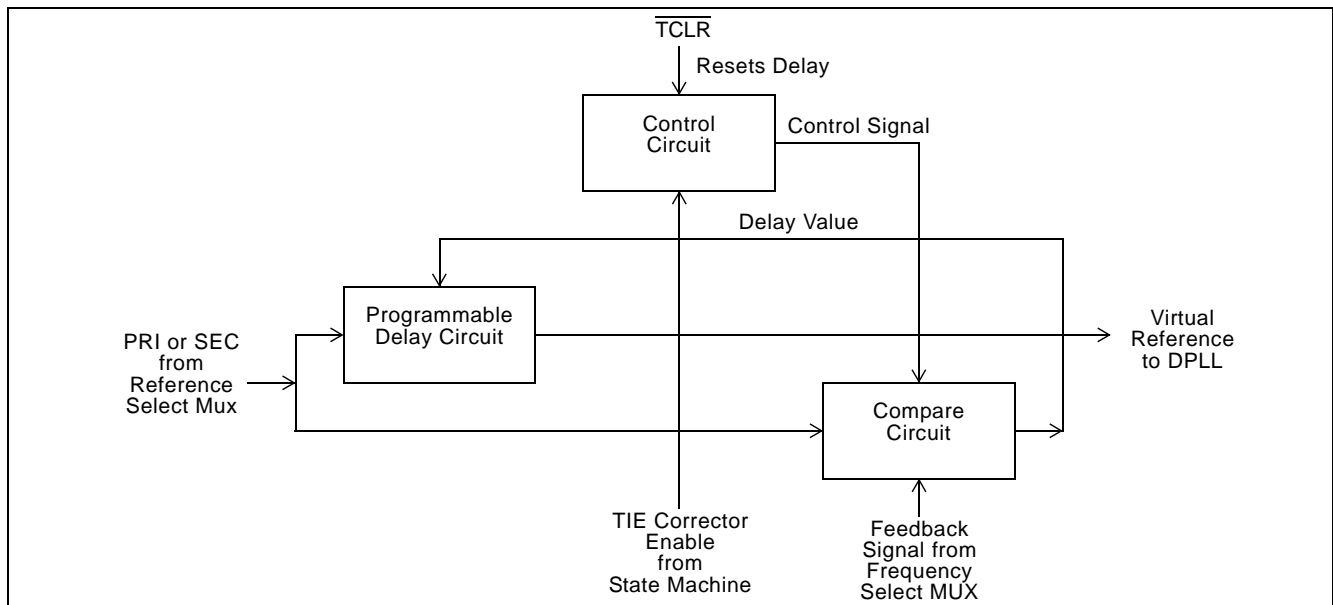 TCLR
Resets Delay
Control
Circuit
Control Signal
Delay Value
Programmable
Delay Circuit
PRI or SEC
from
Reference
Select Mux
Virtual
Reference
to DPLL
Compare
Circuit
TIE Corrector
Enable
from
State Machine
Feedback
Signal from
Frequency
Select MUX